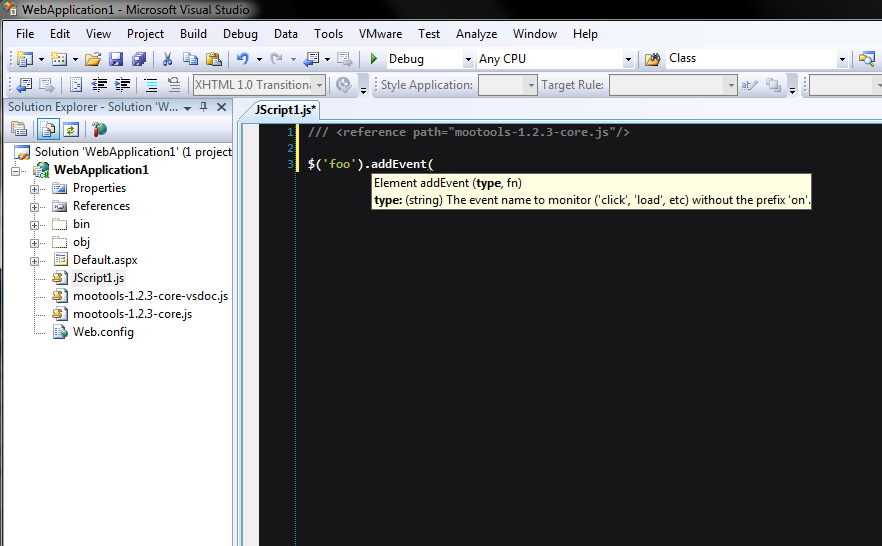 WebApplication1 - Microsoft Visual Studio
File Edit View Project Build Debug Data Tools VMware Test Analyze Window Help
Debug Any CPU Class
XHTML 1.0 Transitiona Style Application: Target Rule:
Solution Explorer - Solution 'W...
JScript1.js*
Solution 'WebApplication1' (1 project
WebApplication1
Properties
References
bin
obj
Default.aspx
JScript1.js
mootools-1.2.3-core-vsdoc.js
mootools-1.2.3-core.js
Web.config
1 /// <reference path="mootools-1.2.3-core.js"/>
2
3 $('foo').addEvent(
Element addEvent (type, fn)
type: (string) The event name to monitor ('click', 'load', etc) without the prefix 'on'.